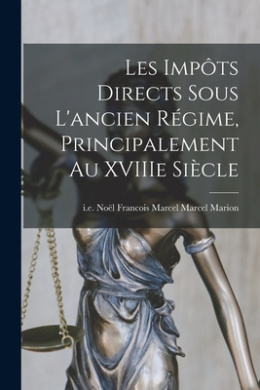 Les Impôts
Directs Sous
L'ancien Régime,
Principalement
Au XVIIIe Siècle
i.e. Noël Francois Marcel Marcel Marion